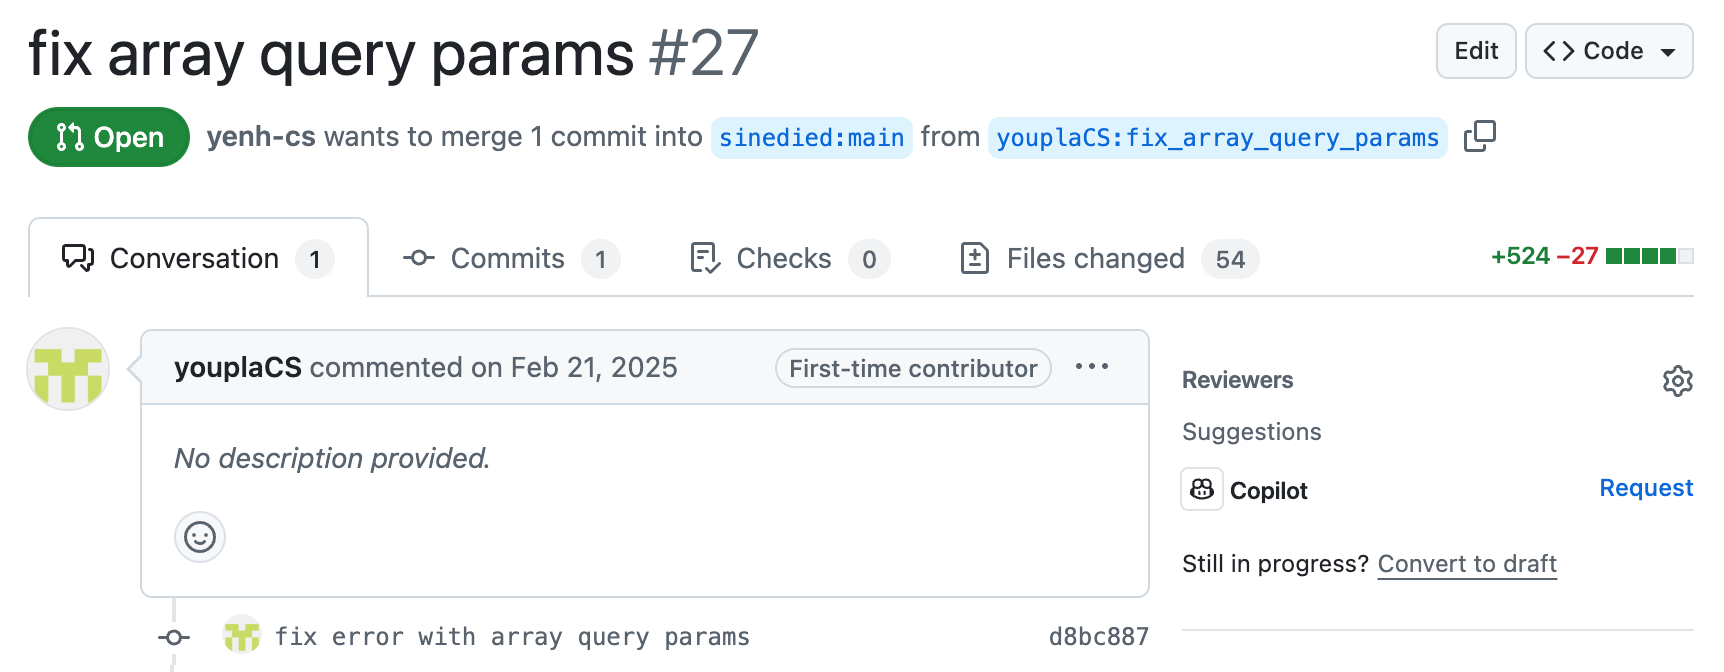 fix array query params #27
Edit
Code
Open
yenh-cs wants to merge 1 commit into sinedied:main from youplaCS:fix_array_query_params
Conversation 1
Commits 1
Checks 0
Files changed 54
+524 −27
youplaCS commented on Feb 21, 2025
First-time contributor
No description provided.
Reviewers
Suggestions
Copilot
Request
Still in progress? Convert to draft
fix error with array query params
d8bc887